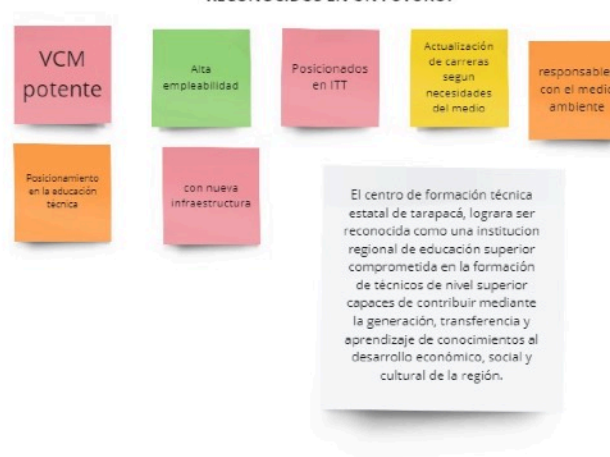 VCM
potente
Alta
empleabilidad
Posicionados
en ITT
Actualización
de carreras
segun
necesidades
del medio
responsables
con el medio
ambiente
Posicionamiento
en la educación
técnica
con nueva
infraestructura
El centro de formación técnica
estatal de tarapacá, lograra ser
reconocida como una institucion
regional de educación superior
comprometida en la formación
de técnicos de nivel superior
capaces de contribuir mediante
la generación, transferencia y
aprendizaje de conocimientos al
desarrollo económico, social y
cultural de la región.